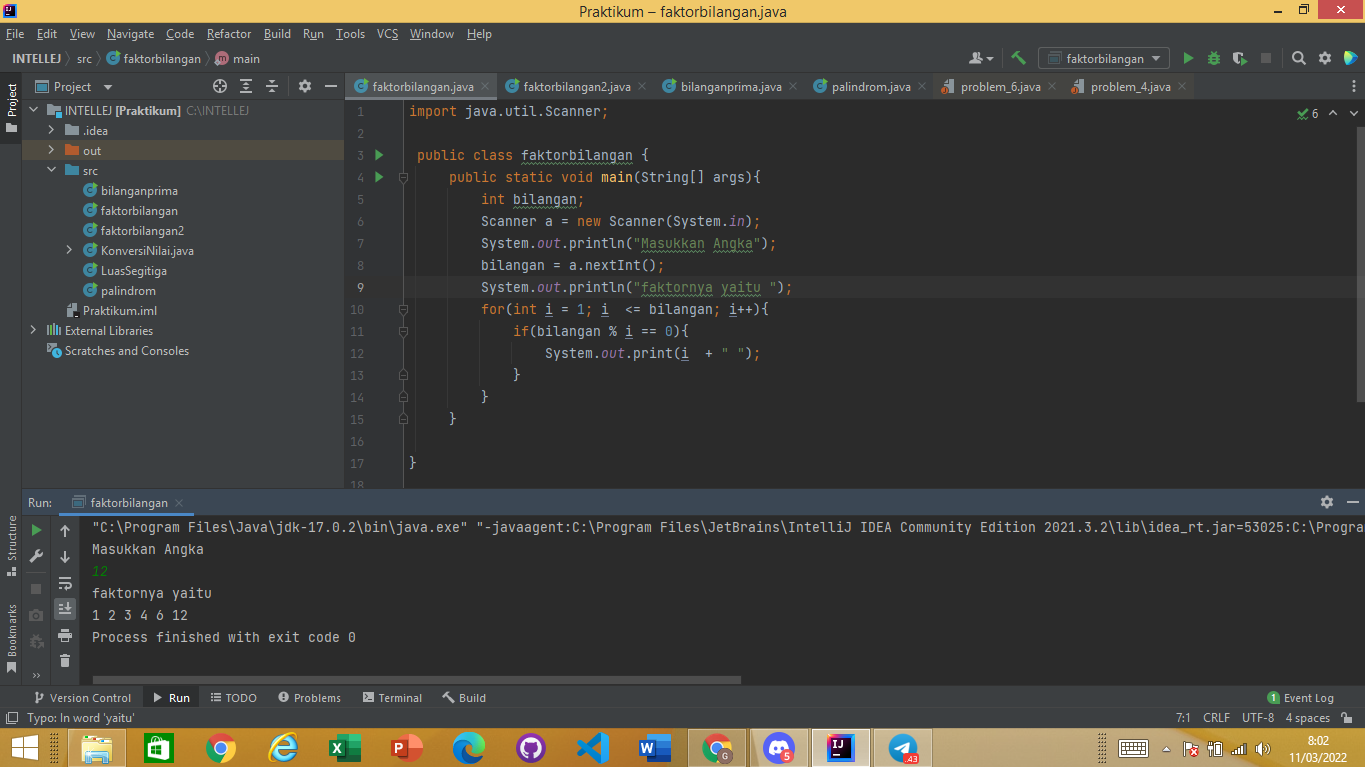 Praktikum – faktorbilangan.java
File Edit View Navigate Code Refactor Build Run Tools VCS Window Help
INTELLEJ src faktorbilangan main
faktorbilangan
Project
Project
faktorbilangan.java faktorbilangan2.java bilanganprima.java palindrom.java problem_6.java problem_4.java
INTELLEJ [Praktikum] C:\INTELLEJ
.idea
out
src
bilanganprima
faktorbilangan
faktorbilangan2
KonversiNilai.java
LuasSegitiga
palindrom
Praktikum.iml
External Libraries
Scratches and Consoles
6
1 import java.util.Scanner;
2
3 public class faktorbilangan {
4 public static void main(String[] args){
5 int bilangan;
6 Scanner a = new Scanner(System.in);
7 System.out.println("Masukkan Angka");
8 bilangan = a.nextInt();
9 System.out.println("faktornya yaitu ");
10 for(int i = 1; i  <= bilangan; i++){
11 if(bilangan % i == 0){
12 System.out.print(i  + " ");
13 }
14 }
15 }
16
17 }
18
Run: faktorbilangan
Structure
Bookmarks
"C:\Program Files\Java\jdk-17.0.2\bin\java.exe" "-javaagent:C:\Program Files\JetBrains\IntelliJ IDEA Community Edition 2021.3.2\lib\idea_rt.jar=53025:C:\Progra
Masukkan Angka
12
faktornya yaitu
1 2 3 4 6 12
Process finished with exit code 0
Version Control Run TODO Problems Terminal Build
1 Event Log
Typo: In word 'yaitu'
7:1 CRLF UTF-8 4 spaces
G
S
IJ
.43
8:02
11/03/2022